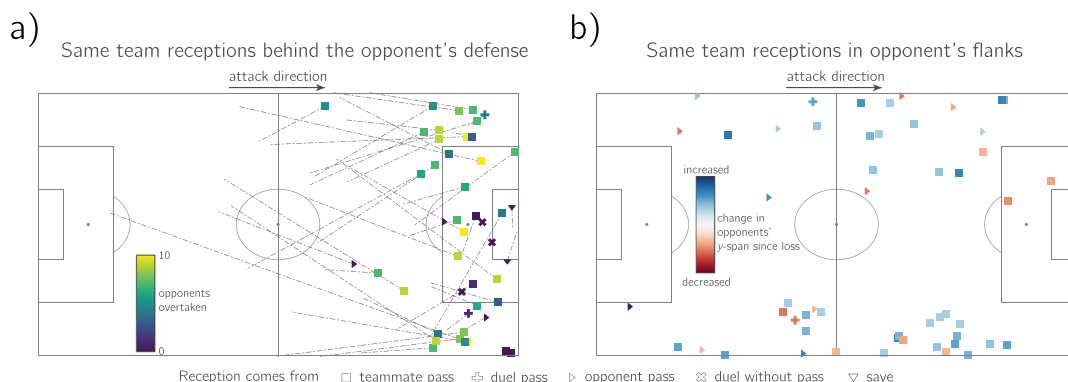 a)
Same team receptions behind the opponent's defense
attack direction
10
opponents
overtaken
0
b)
Same team receptions in opponent's flanks
attack direction
increased
change in
opponents'
y-span since loss
decreased
Reception comes from teammate pass duel pass opponent pass duel without pass save